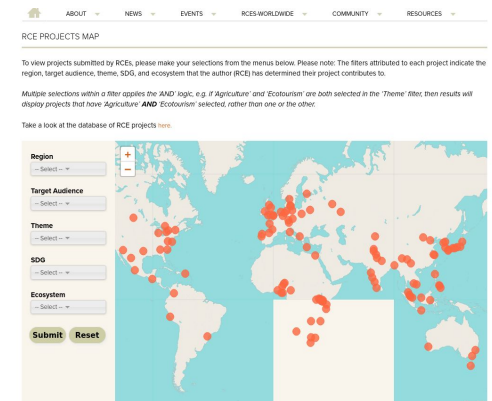 ABOUT NEWS EVENTS RCES-WORLDWIDE COMMUNITY RESOURCES
RCE PROJECTS MAP
To view projects submitted by RCEs, please make your selections from the menus below. Please note: The filters attributed to each project indicate the
region, target audience, theme, SDG, and ecosystem that the author (RCE) has determined their project contributes to.
Multiple selections within a filter applies the 'AND' logic, e.g. if 'Agriculture' and 'Ecotourism' are both selected in the 'Theme' filter, then results will
display projects that have 'Agriculture' AND 'Ecotourism' selected, rather than one or the other.
Take a look at the database of RCE projects here.
Region
-- Select --
Target Audience
-- Select --
Theme
-- Select --
SDG
-- Select --
Ecosystem
-- Select --
Submit Reset
+
−